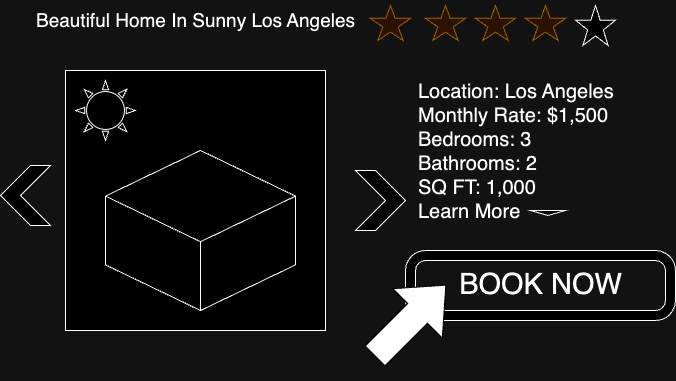 Beautiful Home In Sunny Los Angeles
Location: Los Angeles
Monthly Rate: $1,500
Bedrooms: 3
Bathrooms: 2
SQ FT: 1,000
Learn More
BOOK NOW